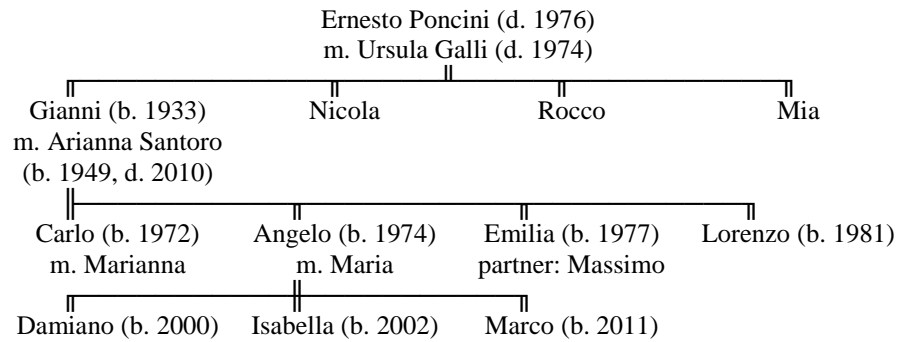 Ernesto Poncini (d. 1976)
m. Ursula Galli (d. 1974)
Gianni (b. 1933) Nicola Rocco Mia
m. Arianna Santoro
(b. 1949, d. 2010)
Carlo (b. 1972) Angelo (b. 1974) Emilia (b. 1977) Lorenzo (b. 1981)
m. Marianna m. Maria partner: Massimo
Damiano (b. 2000) Isabella (b. 2002) Marco (b. 2011)